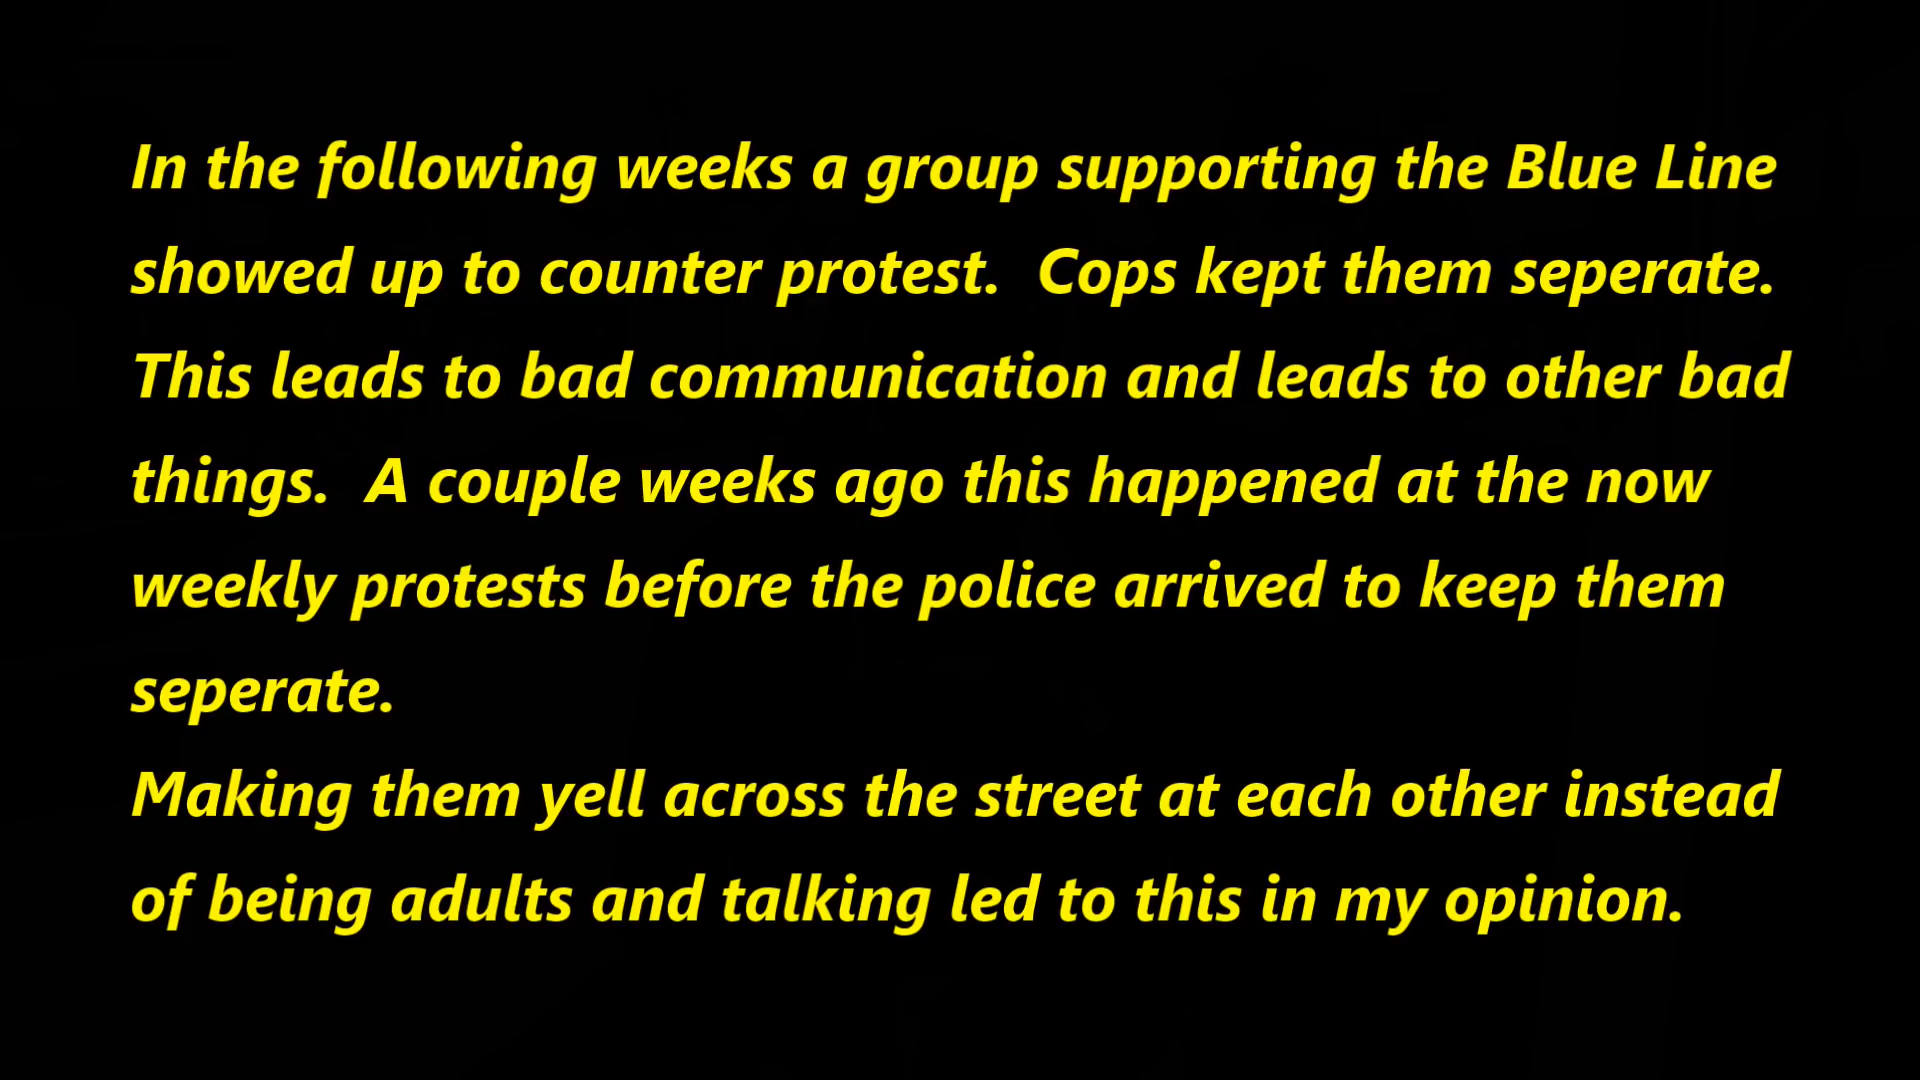 In the following weeks a group supporting the Blue Line
showed up to counter protest.  Cops kept them seperate.
This leads to bad communication and leads to other bad
things.  A couple weeks ago this happened at the now
weekly protests before the police arrived to keep them
seperate.
Making them yell across the street at each other instead
of being adults and talking led to this in my opinion.